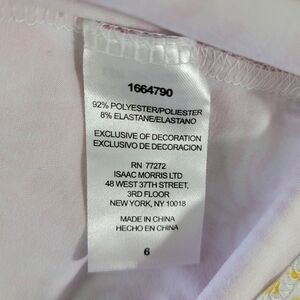 1664790
92% POLYESTER/POLIESTER
8% ELASTANE/ELASTANO
EXCLUSIVE OF DECORATION
EXCLUSIVO DE DECORACION
RN 77272
ISAAC MORRIS LTD
48 WEST 37TH STREET,
3RD FLOOR
NEW YORK, NY 10018
MADE IN CHINA
HECHO EN CHINA
6